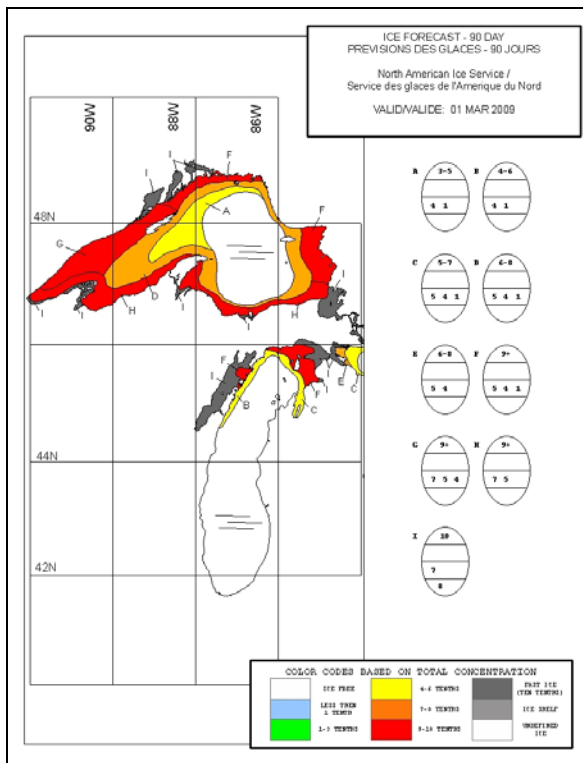 ICE FORECAST - 90 DAY
PREVISIONS DES GLACES - 90 JOURS
North American Ice Service /
Service des glaces de l'Amerique du Nord
VALID/VALIDE: 01 MAR 2009
90W
88W
86W
48N
44N
42N
I
I
F
A
F
G
I
D
H
I
I
I
I
H
I
F
I
B
F
C
I
E
C
A 3-5
4 1
B 4-6
4 1
C 5-7
5 4 1
D 6-8
5 4 1
E 6-8
5 4
F 9+
5 4 1
G 9+
7 5 4
H 9+
7 5
I 10
7
8
COLOR CODES BASED ON TOTAL CONCENTRATION
ICE FREE
LESS THEN
1 TENTH
1-3 TENTHS
4-6 TENTHS
7-8 TENTHS
9-10 TENTHS
FAST ICE
(TEN TENTHS)
ICE SHELF
UNDEFINED
ICE